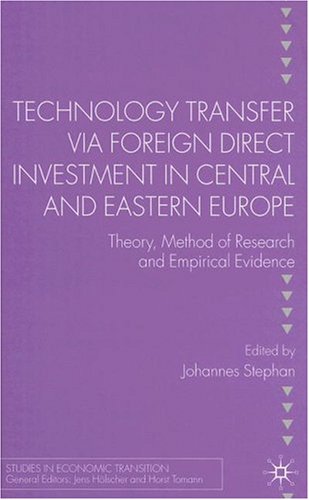 TECHNOLOGY TRANSFER
VIA FOREIGN DIRECT
INVESTMENT IN CENTRAL
AND EASTERN EUROPE
Theory, Method of Research
and Empirical Evidence
Edited by
Johannes Stephan
STUDIES IN ECONOMIC TRANSITION
General Editors: Jens Hölscher and Horst Tomann